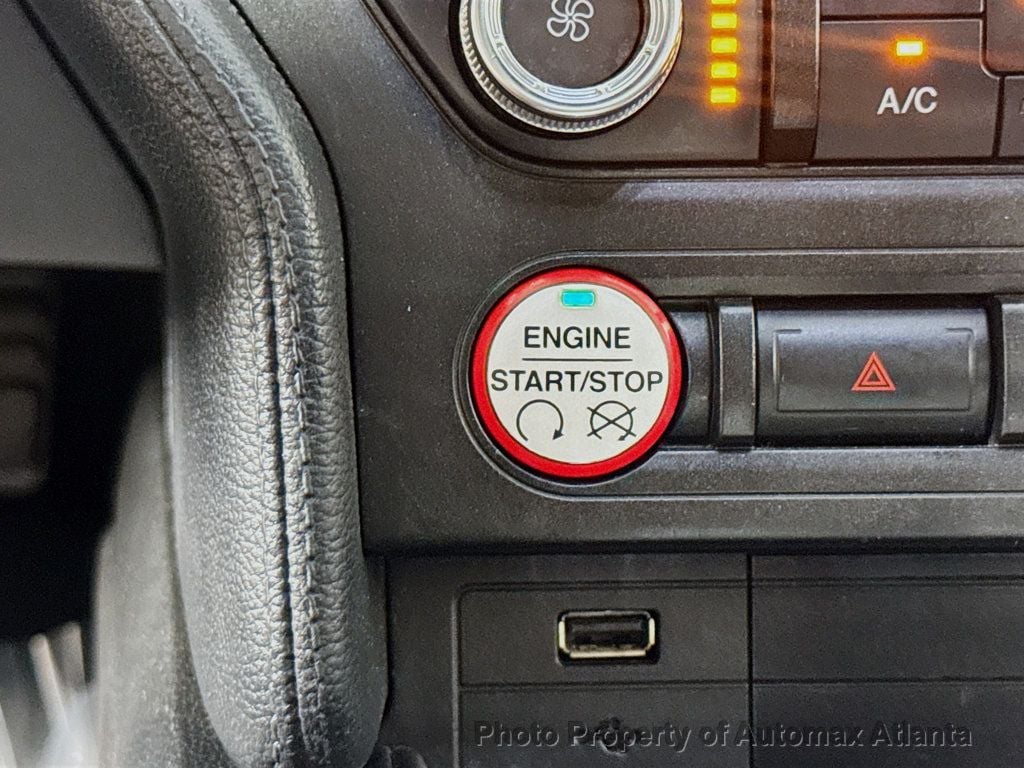 A/C
ENGINE
START/STOP
Photo Property of Automax Atlanta